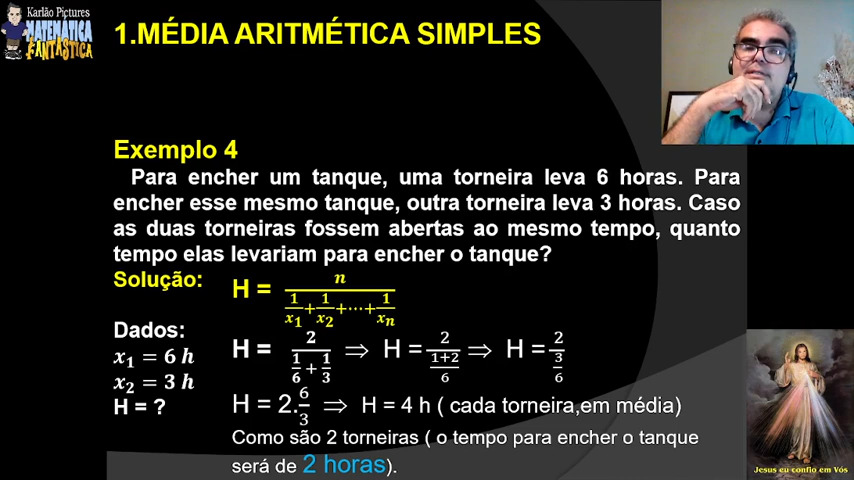 Karlão Pictures
MATEMÁTICA
FANTÁSTICA
1.MÉDIA ARITMÉTICA SIMPLES
Exemplo 4
Para encher um tanque, uma torneira leva 6 horas. Para
encher esse mesmo tanque, outra torneira leva 3 horas. Caso
as duas torneiras fossem abertas ao mesmo tempo, quanto
tempo elas levariam para encher o tanque?
Solução:
H = n / (1/x₁ + 1/x₂ + ⋯ + 1/xₙ)
Dados:
x₁ = 6 h
x₂ = 3 h
H = ?
H = 2 / (1/6 + 1/3) ⇒ H = 2 / ((1+2)/6) ⇒ H = 2 / (3/6)
H = 2. 6/3 ⇒ H = 4 h ( cada torneira,em média)
Como são 2 torneiras ( o tempo para encher o tanque
será de 2 horas).
Jesus eu confio em Vós